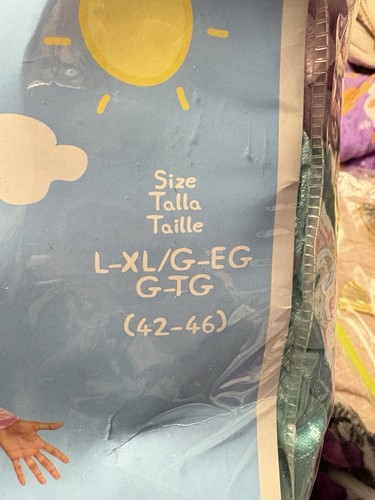 Size
Talla
Taille
L-XL/G-EG
G-TG
(42-46)